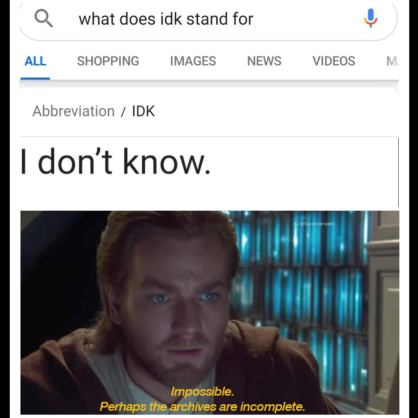 what does idk stand for
ALL SHOPPING IMAGES NEWS VIDEOS M
Abbreviation / IDK
I don't know.
Impossible.
Perhaps the archives are incomplete.